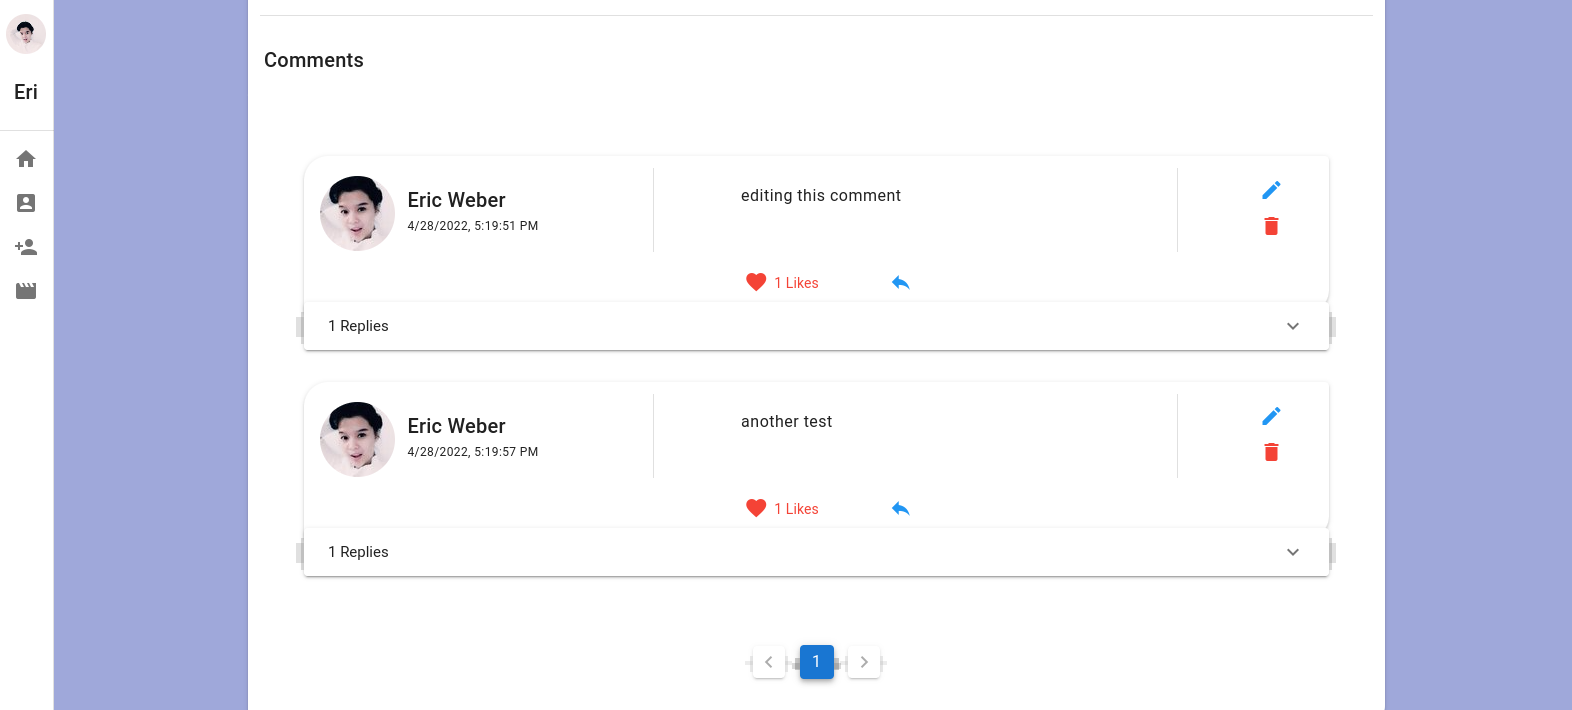 Eri
Comments
Eric Weber
4/28/2022, 5:19:51 PM
editing this comment
1 Likes
1 Replies
Eric Weber
4/28/2022, 5:19:57 PM
another test
1 Likes
1 Replies
1